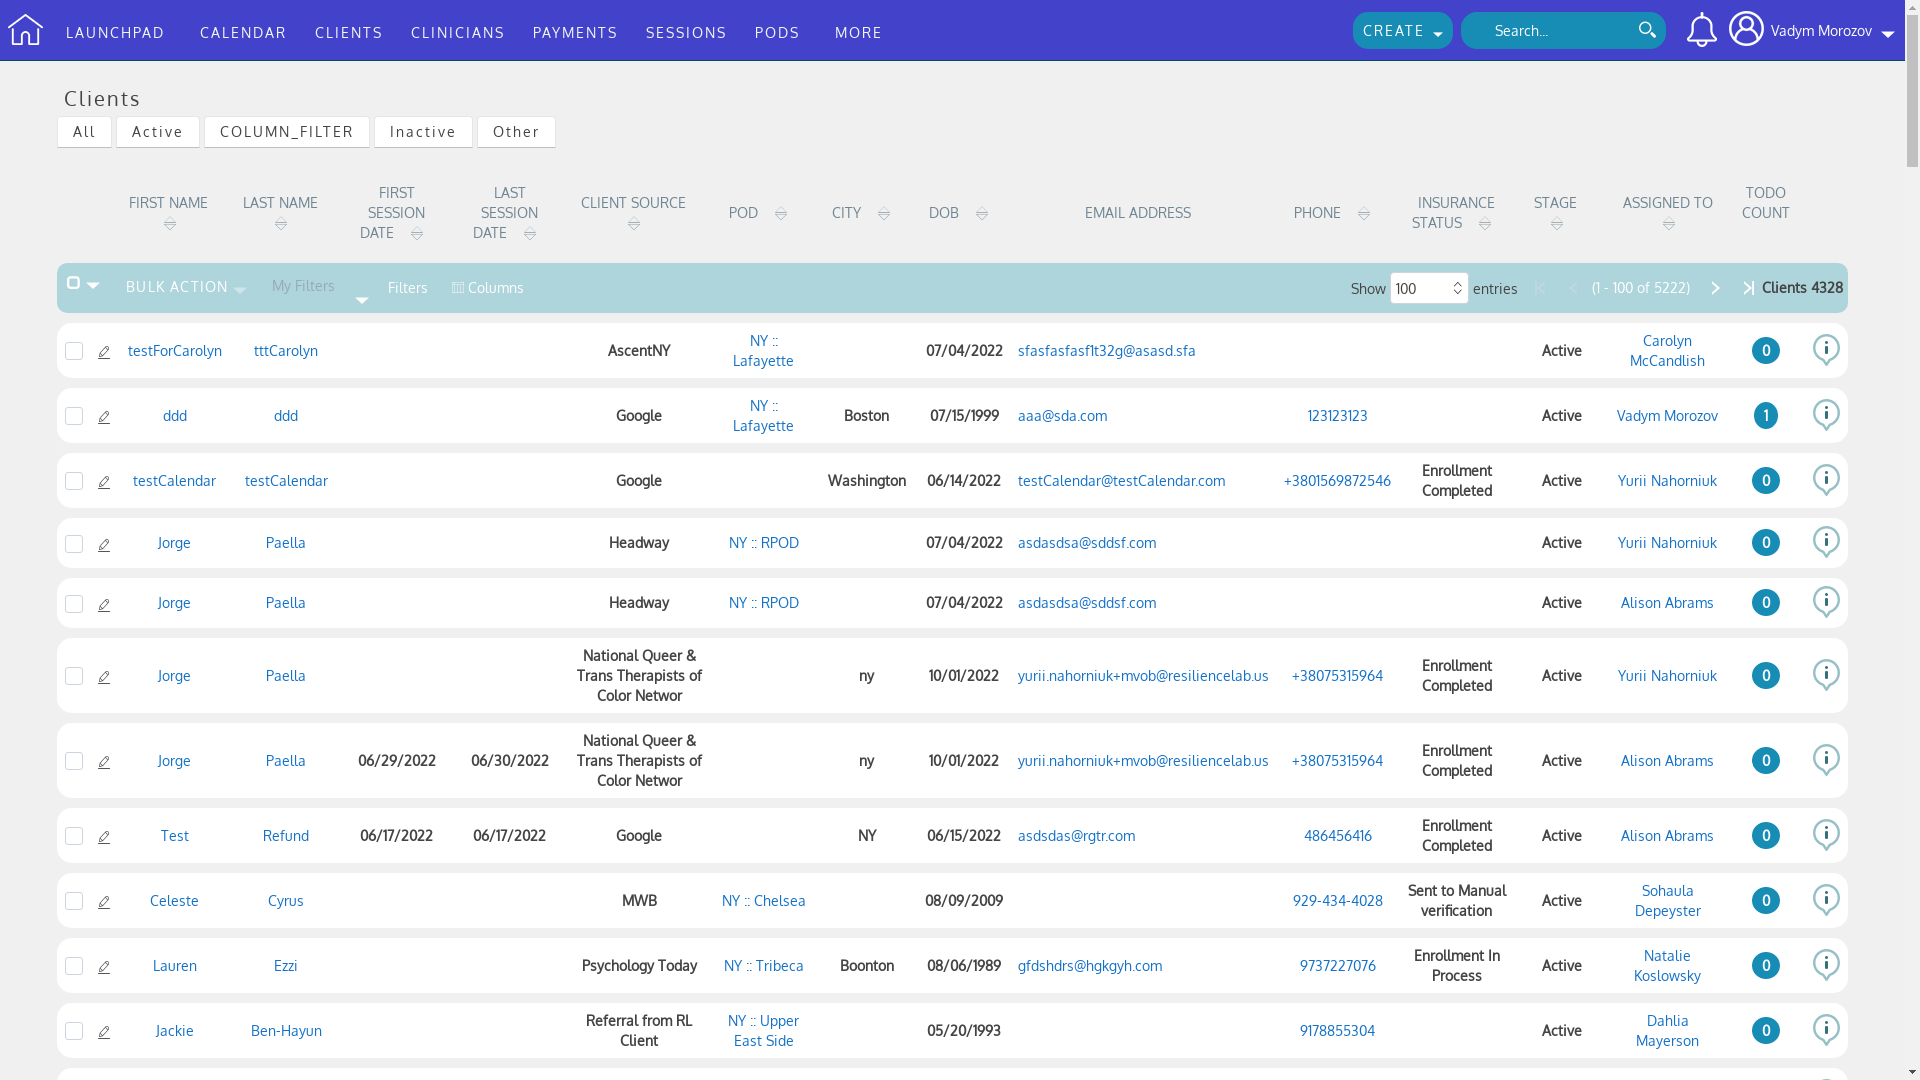 LAUNCHPAD CALENDAR CLIENTS CLINICIANS PAYMENTS SESSIONS PODS MORE CREATE Search... Vadym Morozov
Clients
All Active COLUMN_FILTER Inactive Other
FIRST NAME LAST NAME FIRST SESSION DATE LAST SESSION DATE CLIENT SOURCE POD CITY DOB EMAIL ADDRESS PHONE INSURANCE STATUS STAGE ASSIGNED TO TODO COUNT
BULK ACTION My Filters Filters Columns Show 100 entries (1 - 100 of 5222) Clients 4328
testForCarolyn tttCarolyn AscentNY NY :: Lafayette 07/04/2022 sfasfasfasf1t32g@asasd.sfa Active Carolyn McCandlish 0
ddd ddd Google NY :: Lafayette Boston 07/15/1999 aaa@sda.com 123123123 Active Vadym Morozov 1
testCalendar testCalendar Google Washington 06/14/2022 testCalendar@testCalendar.com +3801569872546 Enrollment Completed Active Yurii Nahorniuk 0
Jorge Paella Headway NY :: RPOD 07/04/2022 asdasdsa@sddsf.com Active Yurii Nahorniuk 0
Jorge Paella Headway NY :: RPOD 07/04/2022 asdasdsa@sddsf.com Active Alison Abrams 0
Jorge Paella National Queer & Trans Therapists of Color Networ ny 10/01/2022 yurii.nahorniuk+mvob@resiliencelab.us +38075315964 Enrollment Completed Active Yurii Nahorniuk 0
Jorge Paella 06/29/2022 06/30/2022 National Queer & Trans Therapists of Color Networ ny 10/01/2022 yurii.nahorniuk+mvob@resiliencelab.us +38075315964 Enrollment Completed Active Alison Abrams 0
Test Refund 06/17/2022 06/17/2022 Google NY 06/15/2022 asdsdas@rgtr.com 486456416 Enrollment Completed Active Alison Abrams 0
Celeste Cyrus MWB NY :: Chelsea 08/09/2009 929-434-4028 Sent to Manual verification Active Sohaula Depeyster 0
Lauren Ezzi Psychology Today NY :: Tribeca Boonton 08/06/1989 gfdshdrs@hgkgyh.com 9737227076 Enrollment In Process Active Natalie Koslowsky 0
Jackie Ben-Hayun Referral from RL Client NY :: Upper East Side 05/20/1993 9178855304 Active Dahlia Mayerson 0